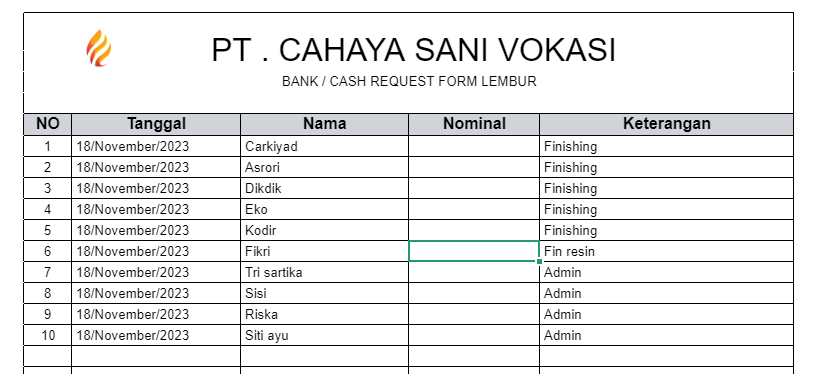 PT . CAHAYA SANI VOKASI
BANK / CASH REQUEST FORM LEMBUR
NO Tanggal Nama Nominal Keterangan
1 18/November/2023 Carkiyad Finishing
2 18/November/2023 Asrori Finishing
3 18/November/2023 Dikdik Finishing
4 18/November/2023 Eko Finishing
5 18/November/2023 Kodir Finishing
6 18/November/2023 Fikri Fin resin
7 18/November/2023 Tri sartika Admin
8 18/November/2023 Sisi Admin
9 18/November/2023 Riska Admin
10 18/November/2023 Siti ayu Admin